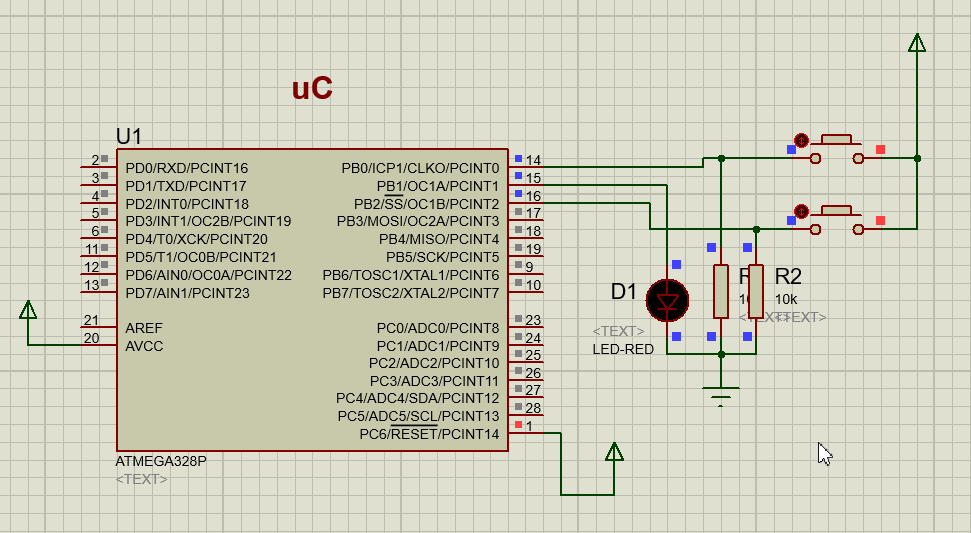 uC
U1
2 PD0/RXD/PCINT16
3 PD1/TXD/PCINT17
4 PD2/INT0/PCINT18
5 PD3/INT1/OC2B/PCINT19
6 PD4/T0/XCK/PCINT20
11 PD5/T1/OC0B/PCINT21
12 PD6/AIN0/OC0A/PCINT22
13 PD7/AIN1/PCINT23
21 AREF
20 AVCC
PB0/ICP1/CLKO/PCINT0 14
PB1/OC1A/PCINT1 15
PB2/SS/OC1B/PCINT2 16
PB3/MOSI/OC2A/PCINT3 17
PB4/MISO/PCINT4 18
PB5/SCK/PCINT5 19
PB6/TOSC1/XTAL1/PCINT6 9
PB7/TOSC2/XTAL2/PCINT7 10
PC0/ADC0/PCINT8 23
PC1/ADC1/PCINT9 24
PC2/ADC2/PCINT10 25
PC3/ADC3/PCINT11 26
PC4/ADC4/SDA/PCINT12 27
PC5/ADC5/SCL/PCINT13 28
PC6/RESET/PCINT14 1
ATMEGA328P
<TEXT>
D1
<TEXT>
LED-RED
R2
10k